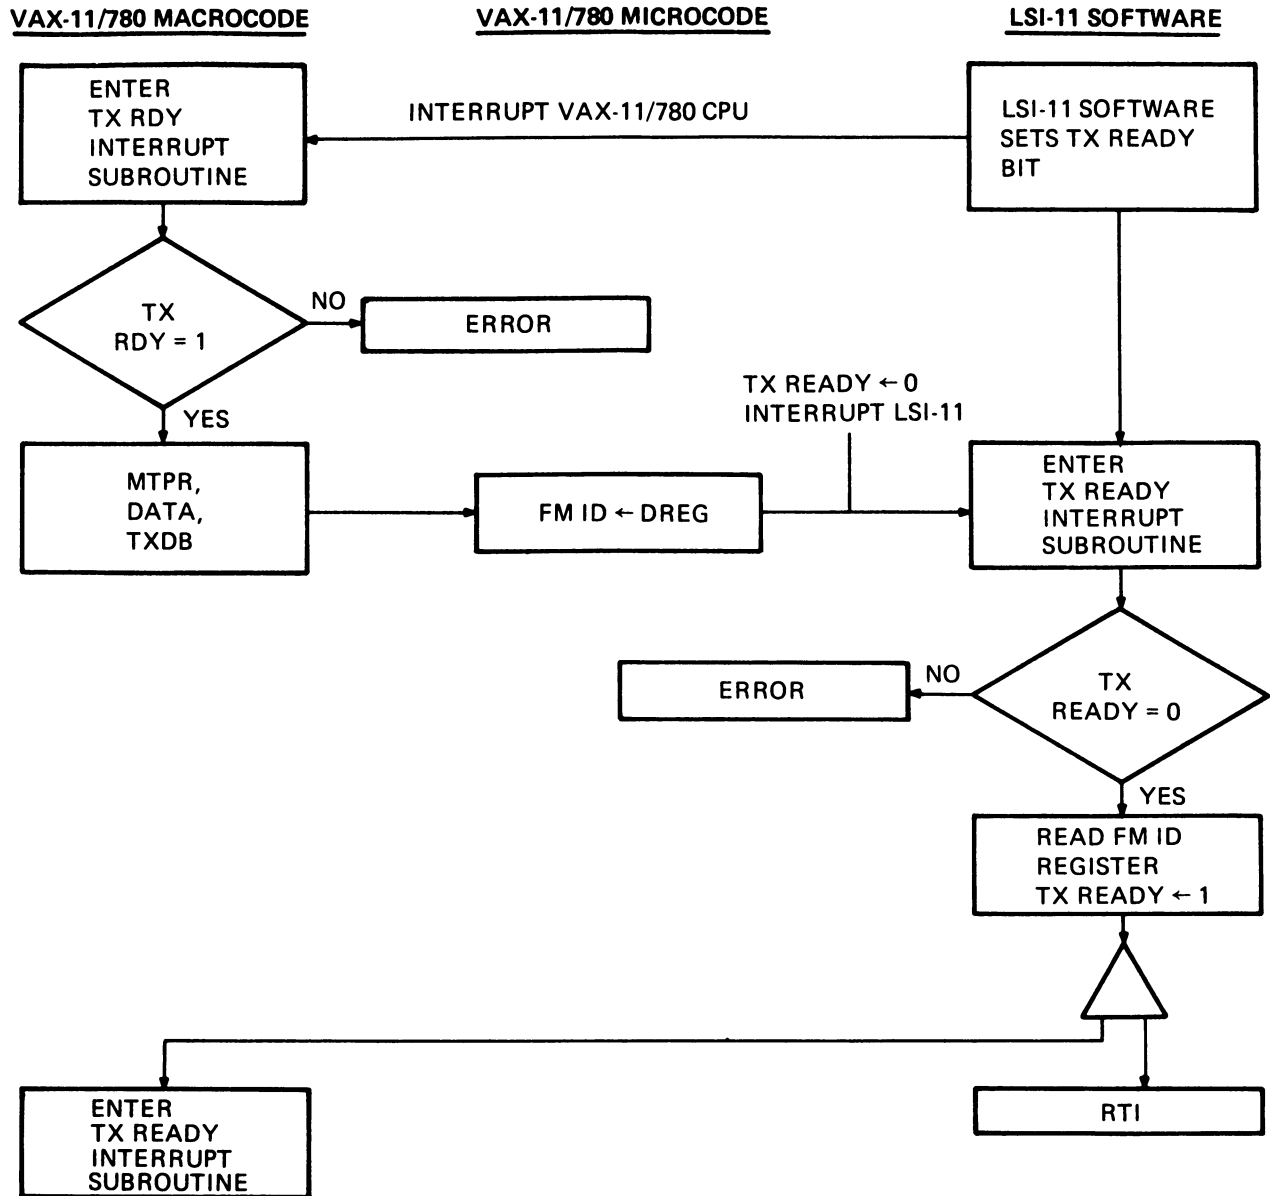 VAX-11/780 MACROCODE
VAX-11/780 MICROCODE
LSI-11 SOFTWARE
ENTER
TX RDY
INTERRUPT
SUBROUTINE
INTERRUPT VAX-11/780 CPU
LSI-11 SOFTWARE
SETS TX READY
BIT
TX
RDY = 1
NO
ERROR
YES
MTPR,
DATA,
TXDB
FM ID ← DREG
TX READY ← 0
INTERRUPT LSI-11
ENTER
TX READY
INTERRUPT
SUBROUTINE
TX
READY = 0
NO
ERROR
YES
READ FM ID
REGISTER
TX READY ← 1
ENTER
TX READY
INTERRUPT
SUBROUTINE
RTI